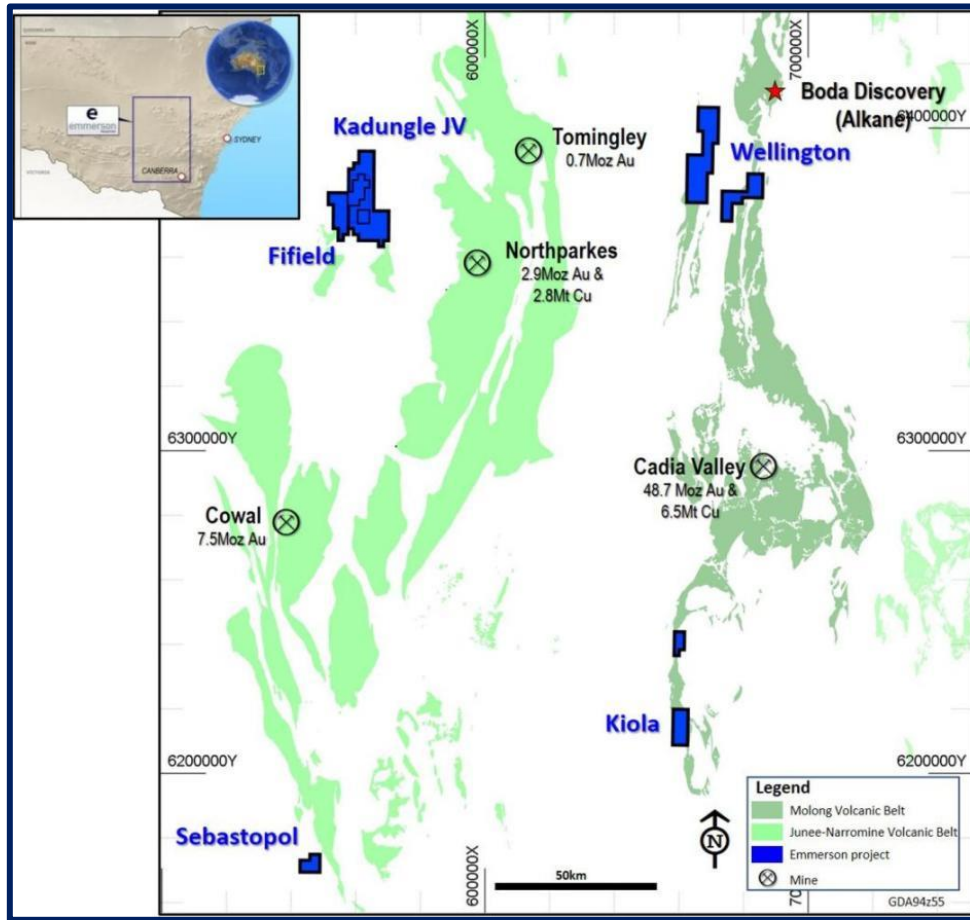 e
emmerson
SYDNEY
CANBERRA
VICTORIA
600000X
700000X
Boda Discovery
(Alkane)
6400000Y
Kadungle JV
Tomingley
0.7Moz Au
Wellington
Fifield
Northparkes
2.9Moz Au &
2.8Mt Cu
6300000Y
6300000Y
Cadia Valley
48.7 Moz Au &
6.5Mt Cu
Cowal
7.5Moz Au
Kiola
6200000Y
6200000Y
Legend
Molong Volcanic Belt
Junee-Narromine Volcanic Belt
Emmerson project
Mine
Sebastopol
N
50km
600000X
GDA94z55